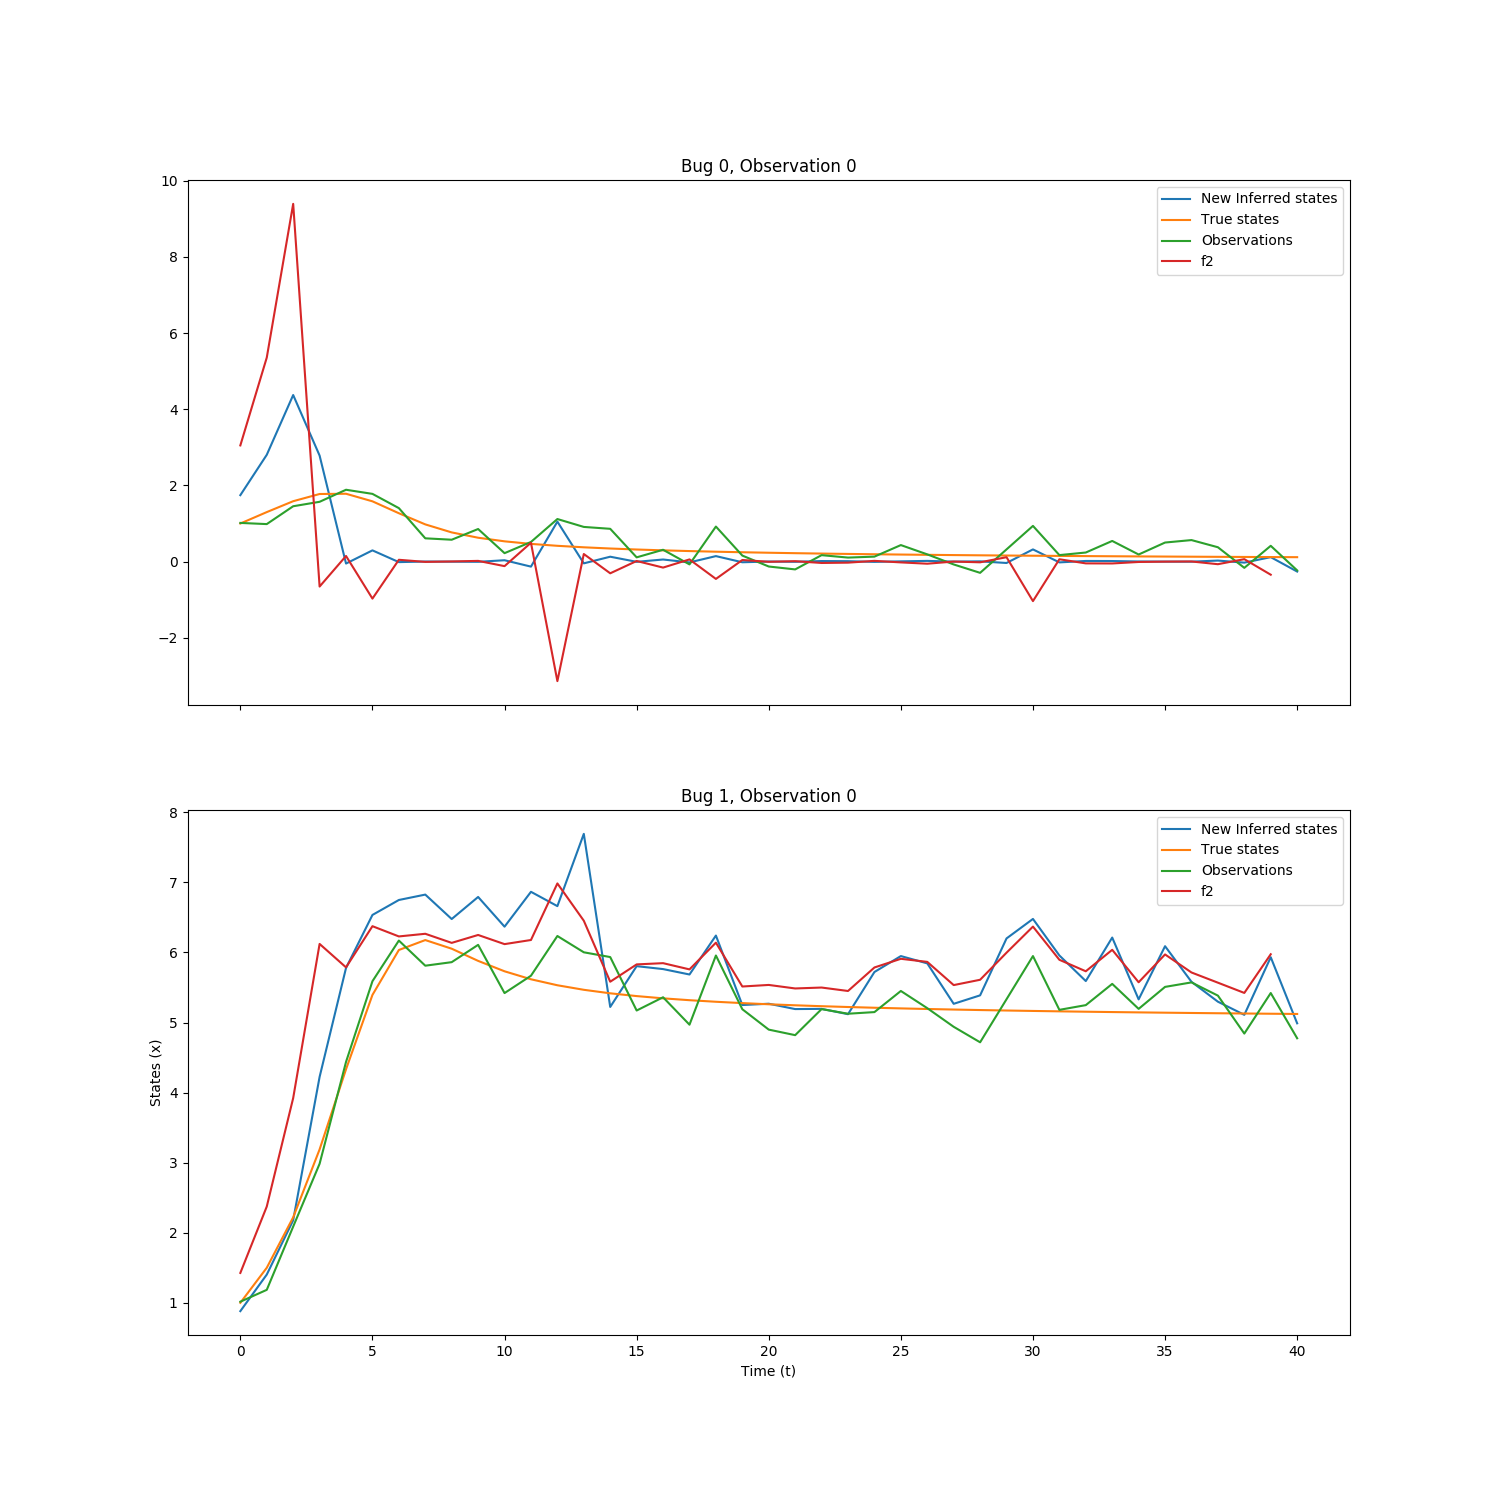 Bug 0, Observation 0
10
8
6
4
2
0
−2
New Inferred states
True states
Observations
f2
Bug 1, Observation 0
8
7
6
5
4
3
2
1
States (x)
New Inferred states
True states
Observations
f2
0 5 10 15 20 25 30 35 40
Time (t)